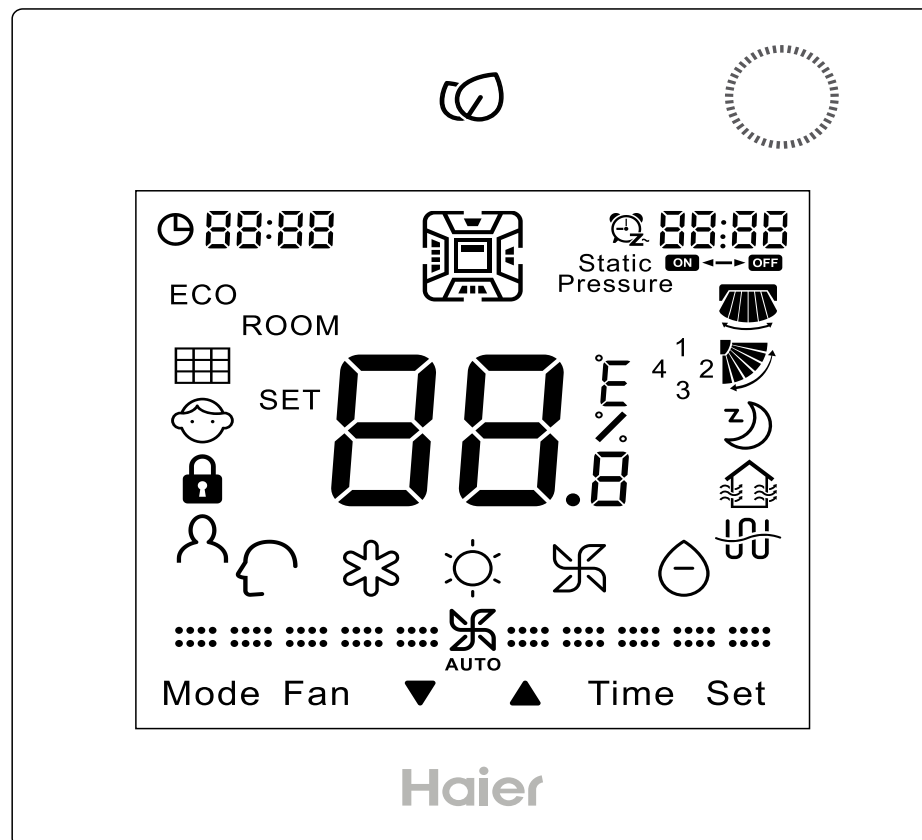 88:88 88:88
Static ON OFF
Pressure
ECO
ROOM
1
4 2
3
SET 88.8 °E
%
z
AUTO
Mode Fan ▼ ▲ Time Set
Haier